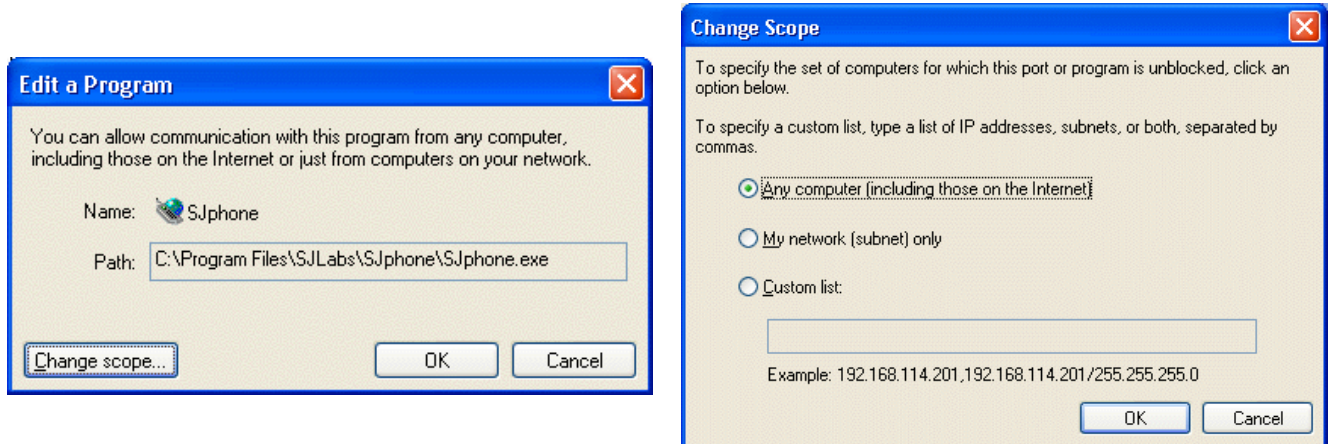 Edit a Program
You can allow communication with this program from any computer,
including those on the Internet or just from computers on your network.
Name: SJphone
Path: C:\Program Files\SJLabs\SJphone\SJphone.exe
Change scope...
OK
Cancel
Change Scope
To specify the set of computers for which this port or program is unblocked, click an
option below.
To specify a custom list, type a list of IP addresses, subnets, or both, separated by
commas.
Any computer (including those on the Internet)
My network (subnet) only
Custom list:
Example: 192.168.114.201,192.168.114.201/255.255.255.0
OK
Cancel